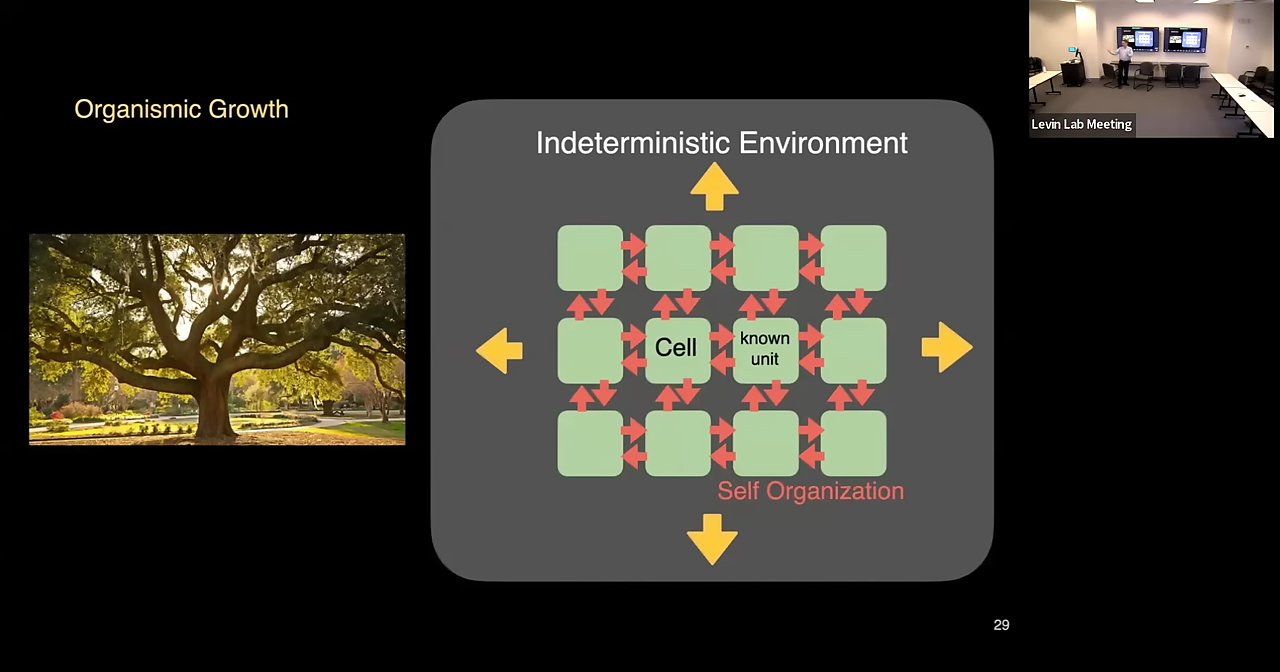 Organismic Growth
Indeterministic Environment
Cell
known
unit
Self Organization
29
Levin Lab Meeting